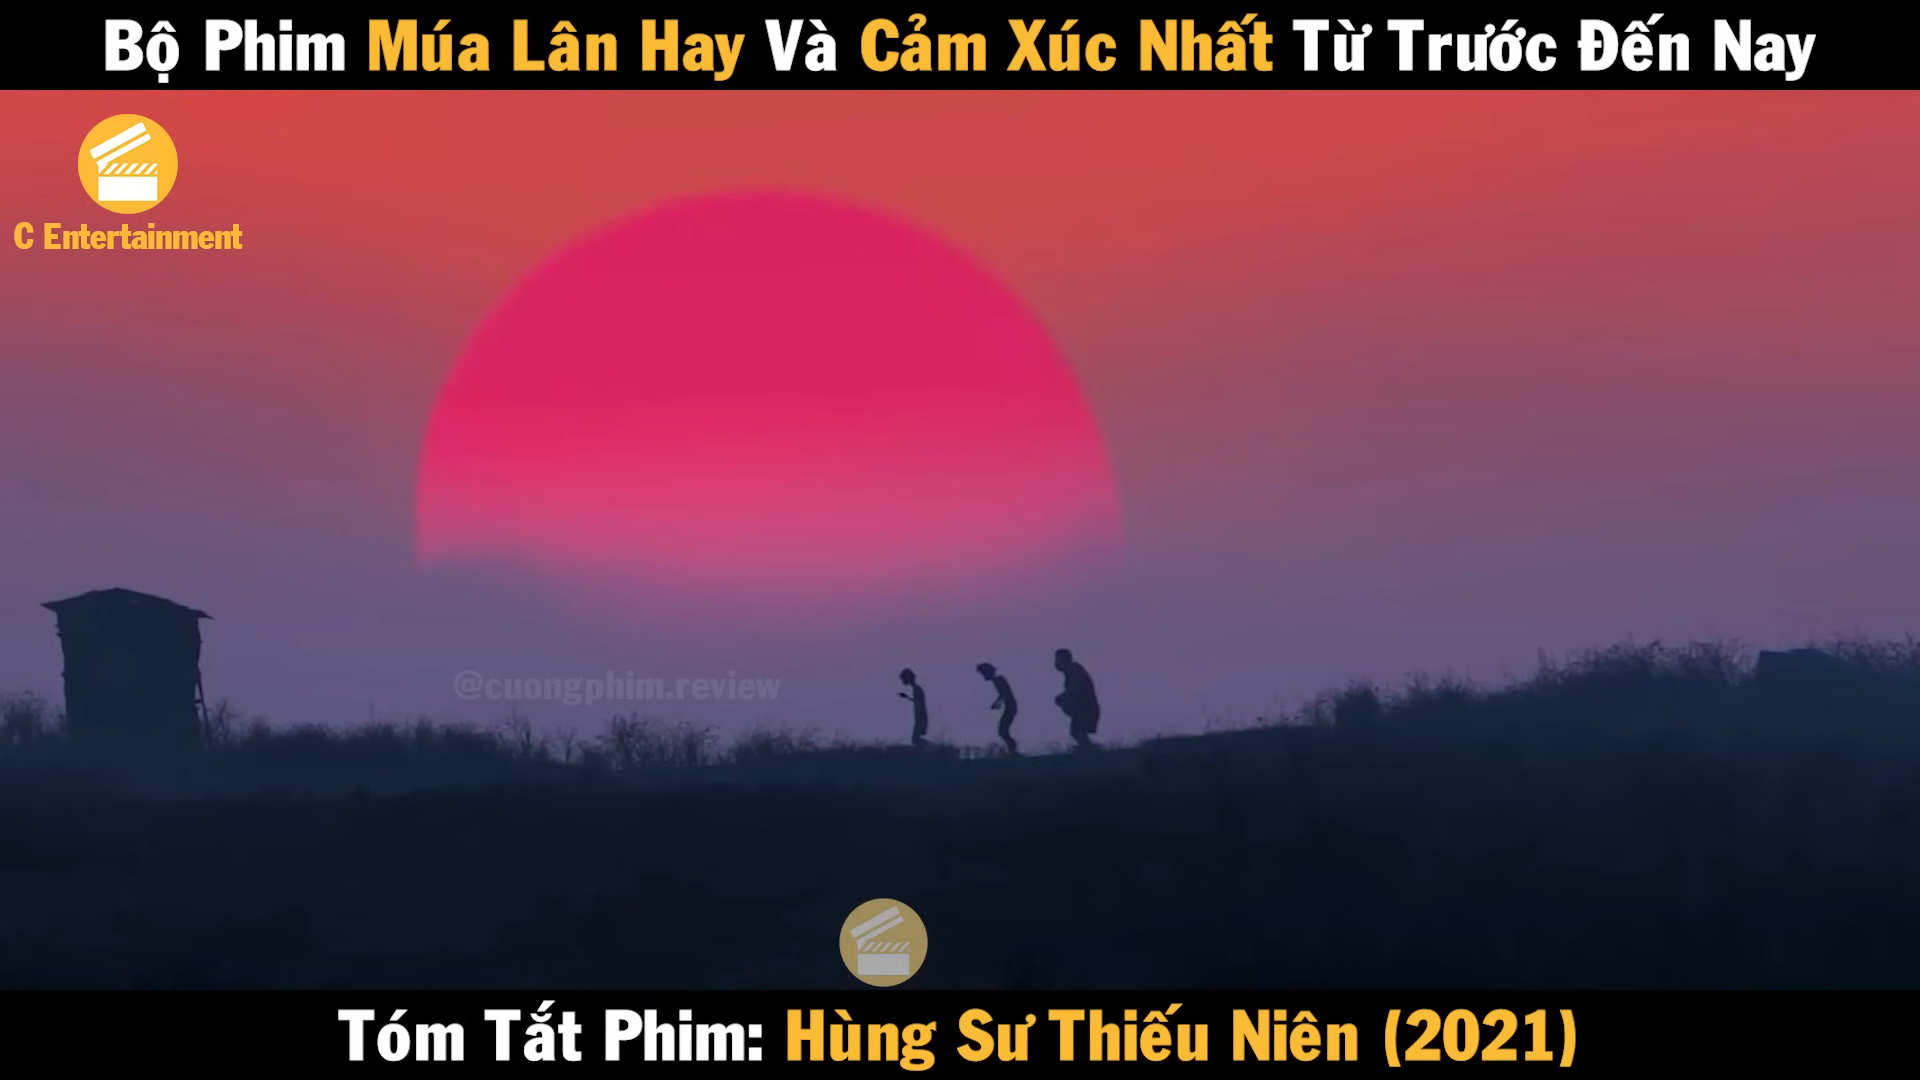 Bộ Phim Múa Lân Hay Và Cảm Xúc Nhất Từ Trước Đến Nay
C Entertainment
@cuongphim.review
Tóm Tắt Phim: Hùng Sư Thiếu Niên (2021)